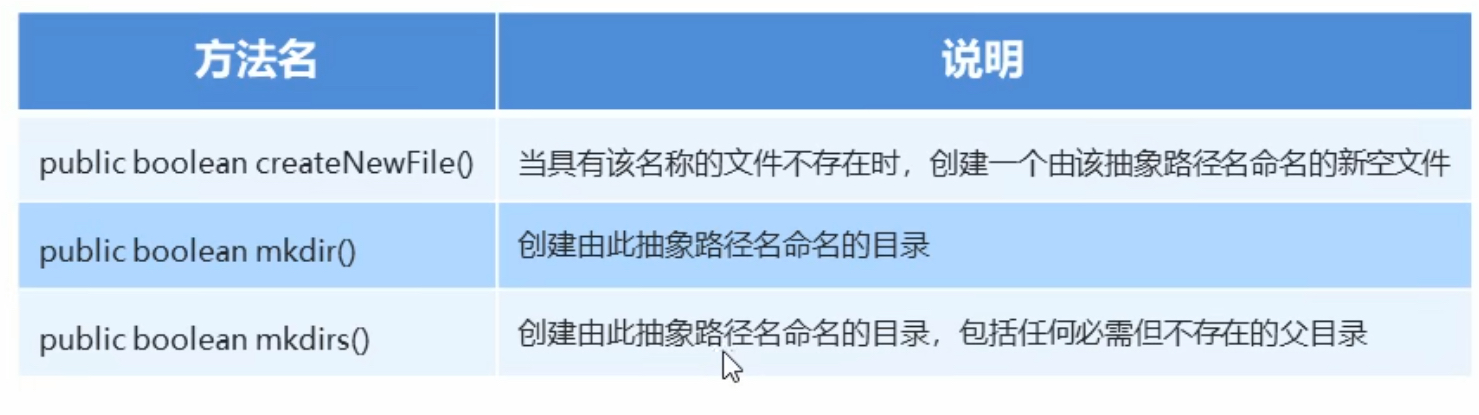 方法名
说明
public boolean createNewFile()
当具有该名称的文件不存在时，创建一个由该抽象路径名命名的新空文件
public boolean mkdir()
创建由此抽象路径名命名的目录
public boolean mkdirs()
创建由此抽象路径名命名的目录，包括任何必需但不存在的父目录